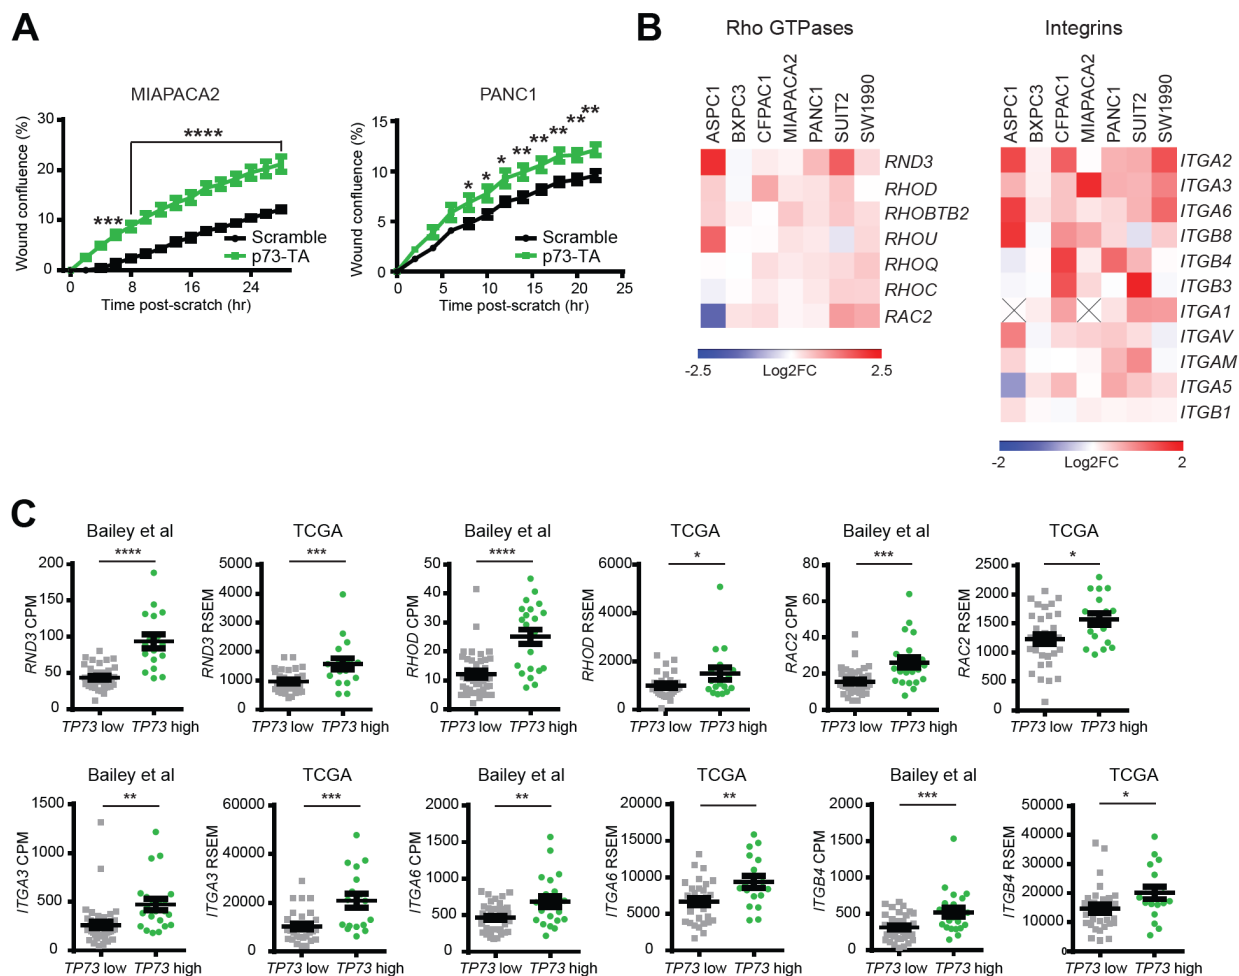 A
MIAPACA2
Wound confluence (%)
30
20
10
0
***
****
Scramble
p73-TA
0 8 16 24
Time post-scratch (hr)
PANC1
Wound confluence (%)
15
10
5
0
* * * ** ** ** ** **
Scramble
p73-TA
0 5 10 15 20 25
Time post-scratch (hr)
B
Rho GTPases
ASPC1 BXPC3 CFPAC1 MIAPACA2 PANC1 SUIT2 SW1990
RND3
RHOD
RHOBTB2
RHOU
RHOQ
RHOC
RAC2
-2.5 Log2FC 2.5
Integrins
ASPC1 BXPC3 CFPAC1 MIAPACA2 PANC1 SUIT2 SW1990
ITGA2
ITGA3
ITGA6
ITGB8
ITGB4
ITGB3
ITGA1
ITGAV
ITGAM
ITGA5
ITGB1
-2 Log2FC 2
C
Bailey et al
****
RND3 CPM
200
150
100
50
0
TP73 low TP73 high
TCGA
***
RND3 RSEM
5000
4000
3000
2000
1000
0
TP73 low TP73 high
Bailey et al
****
RHOD CPM
50
40
30
20
10
0
TP73 low TP73 high
TCGA
*
RHOD RSEM
6000
4000
2000
0
TP73 low TP73 high
Bailey et al
***
RAC2 CPM
80
60
40
20
0
TP73 low TP73 high
TCGA
*
RAC2 RSEM
2500
2000
1500
1000
500
0
TP73 low TP73 high
Bailey et al
**
ITGA3 CPM
1500
1000
500
0
TP73 low TP73 high
TCGA
***
ITGA3 RSEM
60000
40000
20000
0
TP73 low TP73 high
Bailey et al
**
ITGA6 CPM
2000
1500
1000
500
0
TP73 low TP73 high
TCGA
**
ITGA6 RSEM
20000
15000
10000
5000
0
TP73 low TP73 high
Bailey et al
***
ITGB4 CPM
2000
1500
1000
500
0
TP73 low TP73 high
TCGA
*
ITGB4 RSEM
50000
40000
30000
20000
10000
0
TP73 low TP73 high